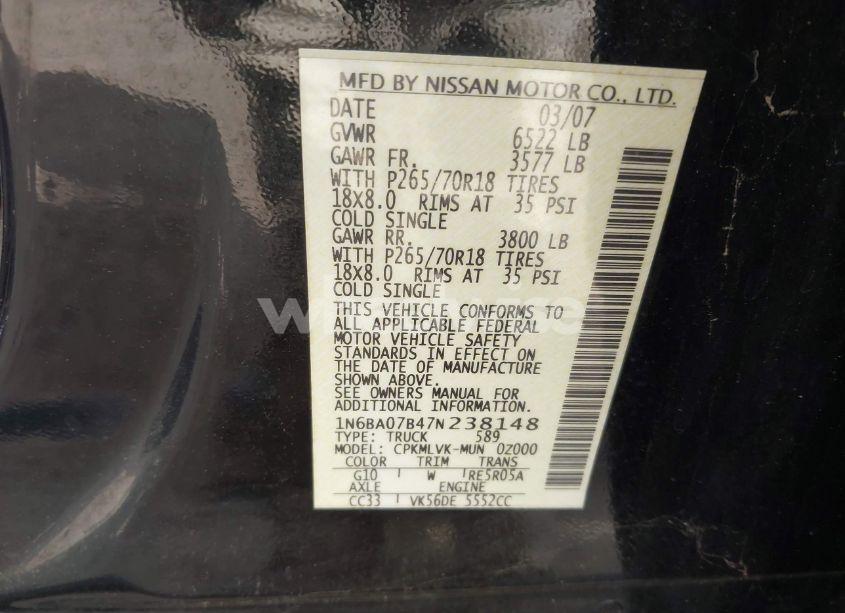 MFD BY NISSAN MOTOR CO., LTD.
DATE 03/07
GVWR 6522 LB
GAWR FR. 3577 LB
WITH P265/70R18 TIRES
18X8.0 RIMS AT 35 PSI
COLD SINGLE
GAWR RR. 3800 LB
WITH P265/70R18 TIRES
18X8.0 RIMS AT 35 PSI
COLD SINGLE
THIS VEHICLE CONFORMS TO
ALL APPLICABLE FEDERAL
MOTOR VEHICLE SAFETY
STANDARDS IN EFFECT ON
THE DATE OF MANUFACTURE
SHOWN ABOVE.
SEE OWNERS MANUAL FOR
ADDITIONAL INFORMATION.
1N6BA07B47N238148
TYPE: TRUCK 589
MODEL: CPKMLVK-MUN 0Z000
COLOR TRIM TRANS
G10 W RE5R05A
AXLE ENGINE
CC33 VK56DE 5552CC